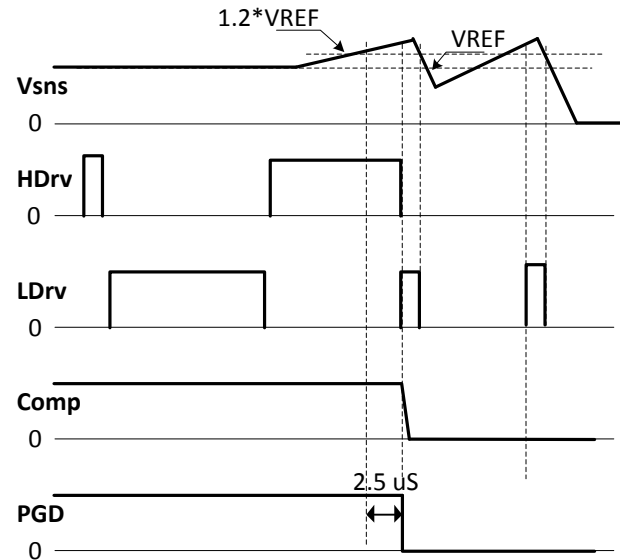 1.2*VREF
VREF
Vsns
0
HDrv
0
LDrv
0
Comp
0
2.5 uS
PGD
0